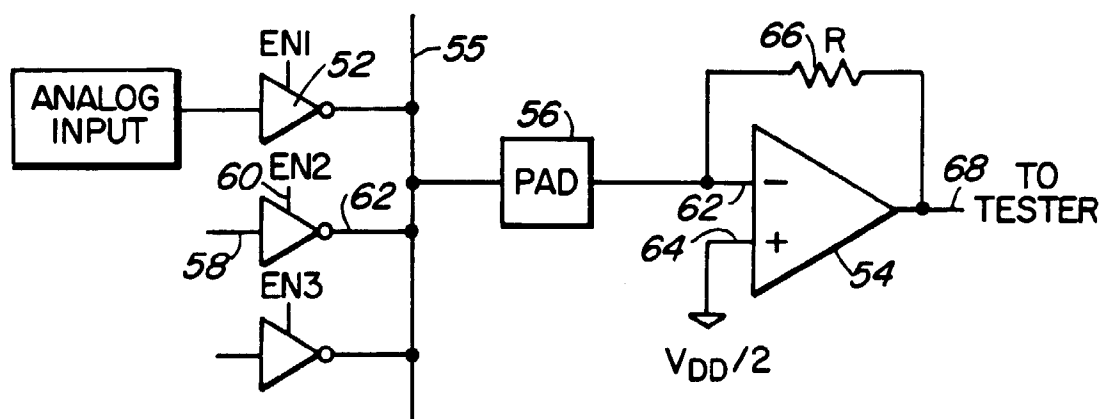 EN1
52
55
ANALOG
INPUT
66
R
56
PAD
60
EN2
62
58
62
−
68
TO
TESTER
64
+
54
EN3
VDD/2